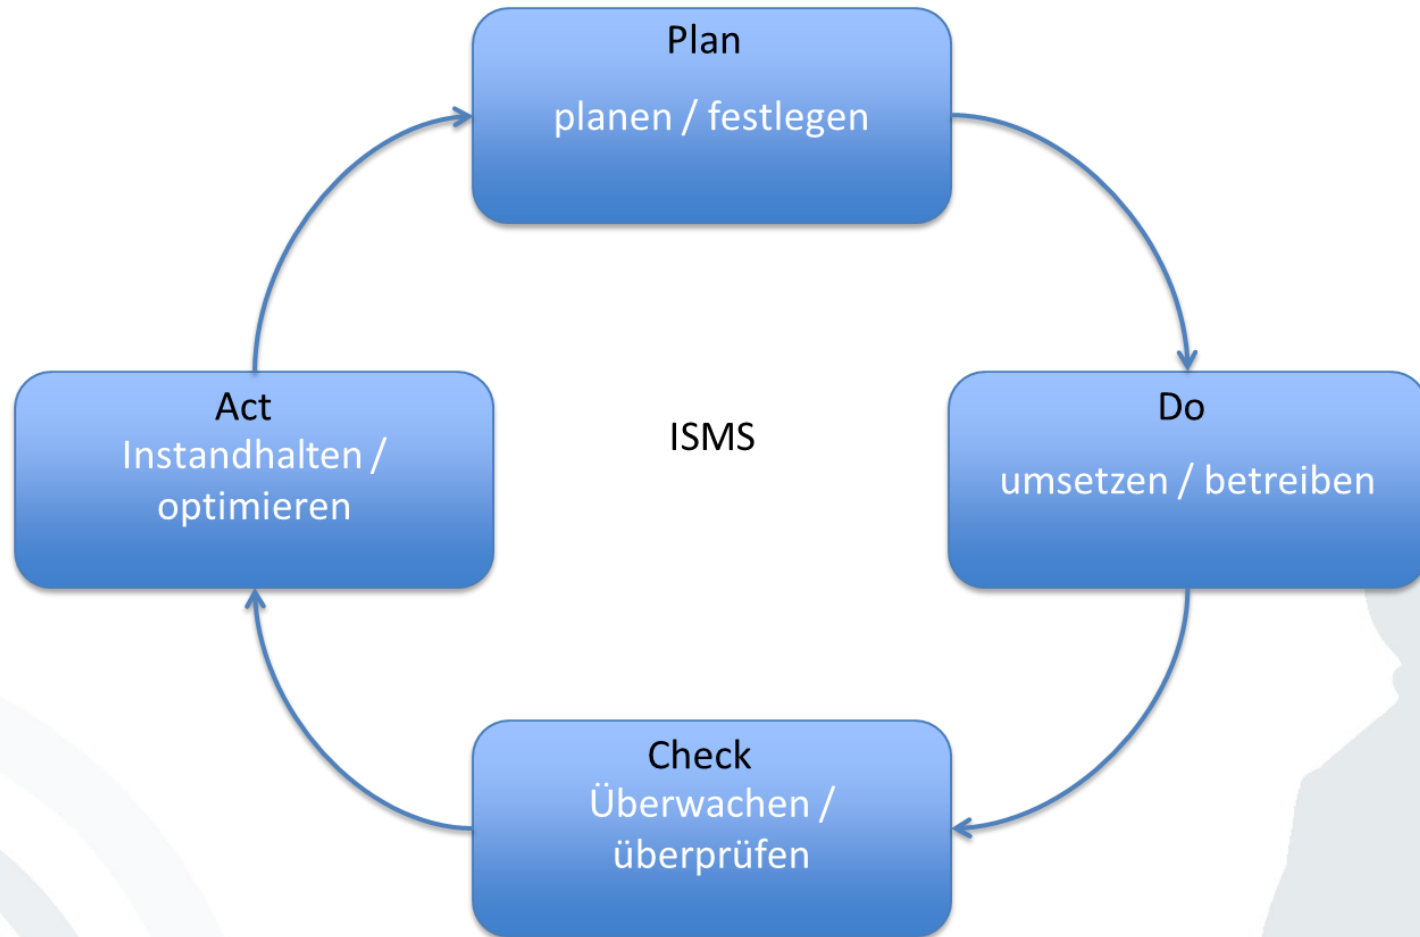 Plan
planen / festlegen
Act
Instandhalten /
optimieren
ISMS
Do
umsetzen / betreiben
Check
Überwachen /
überprüfen